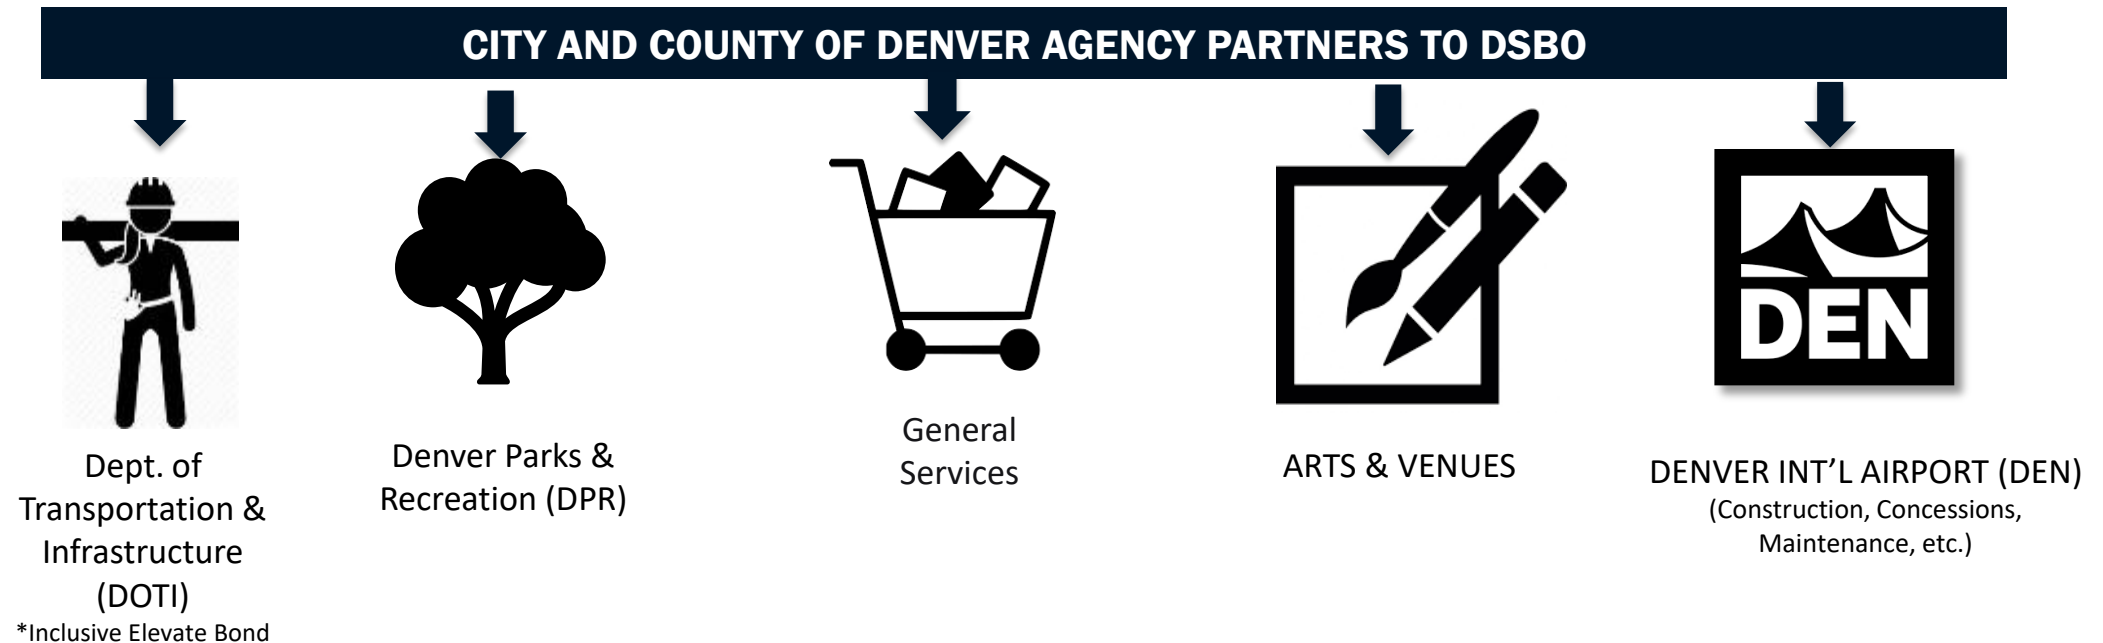 CITY AND COUNTY OF DENVER AGENCY PARTNERS TO DSBO
Dept. of
Transportation &
Infrastructure
(DOTI)
*Inclusive Elevate Bond
Denver Parks &
Recreation (DPR)
General
Services
ARTS & VENUES
DEN
DENVER INT’L AIRPORT (DEN)
(Construction, Concessions,
Maintenance, etc.)